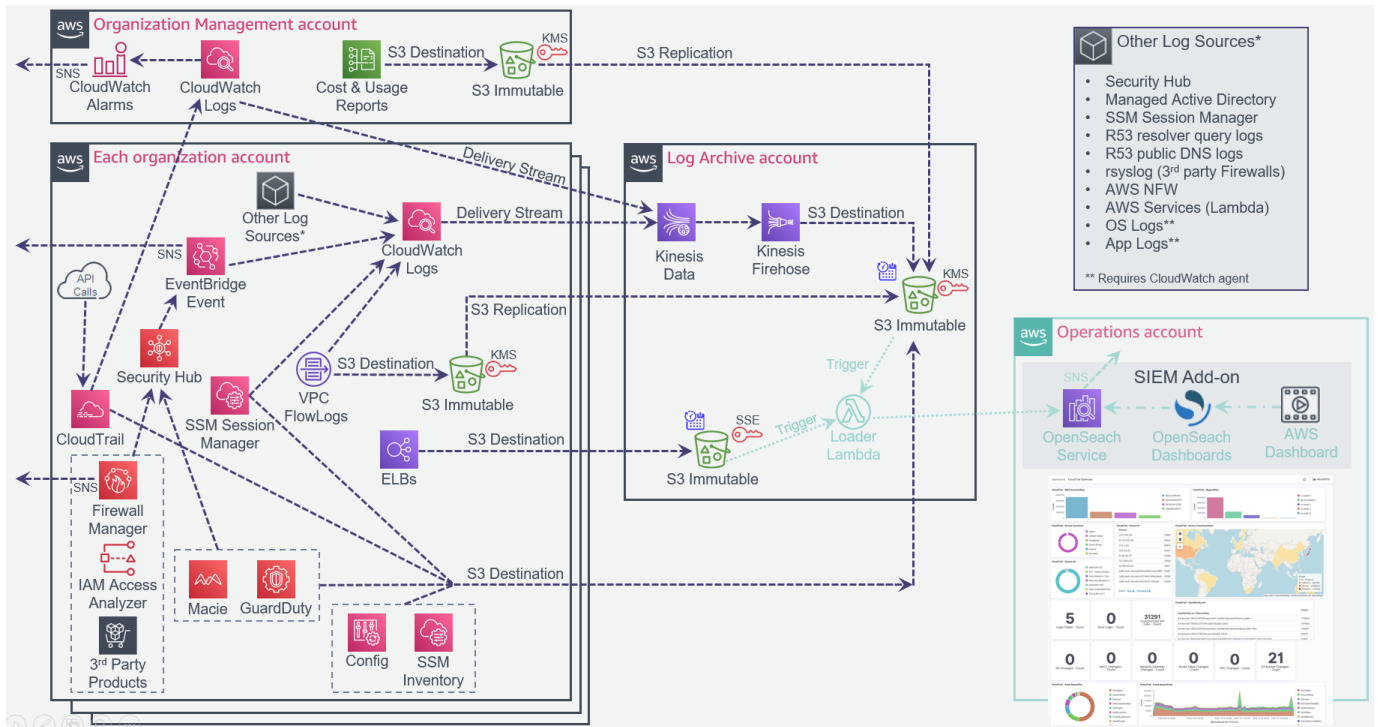 aws
Organization Management account
SNS
CloudWatch
Alarms
CloudWatch
Logs
Cost & Usage
Reports
S3 Destination
KMS
S3 Immutable
S3 Replication
aws
Each organization account
Other Log
Sources*
Delivery Stream
CloudWatch
Logs
Delivery Stream
SNS
EventBridge
Event
API
Calls
Security Hub
CloudTrail
SSM Session
Manager
VPC
FlowLogs
S3 Destination
KMS
S3 Immutable
S3 Replication
ELBs
S3 Destination
SNS
Firewall
Manager
IAM Access
Analyzer
3rd Party
Products
Macie
GuardDuty
Config
SSM
Inventory
S3 Destination
aws
Log Archive account
Kinesis
Data
Kinesis
Firehose
S3 Destination
KMS
S3 Immutable
Trigger
SSE
S3 Immutable
Trigger
Loader
Lambda
Other Log Sources*
• Security Hub
• Managed Active Directory
• SSM Session Manager
• R53 resolver query logs
• R53 public DNS logs
• rsyslog (3rd party Firewalls)
• AWS NFW
• AWS Services (Lambda)
• OS Logs**
• App Logs**
** Requires CloudWatch agent
aws
Operations account
SNS
SIEM Add-on
OpenSeach
Service
OpenSeach
Dashboards
AWS
Dashboard
5
0
31291
0
0
0
0
0
21